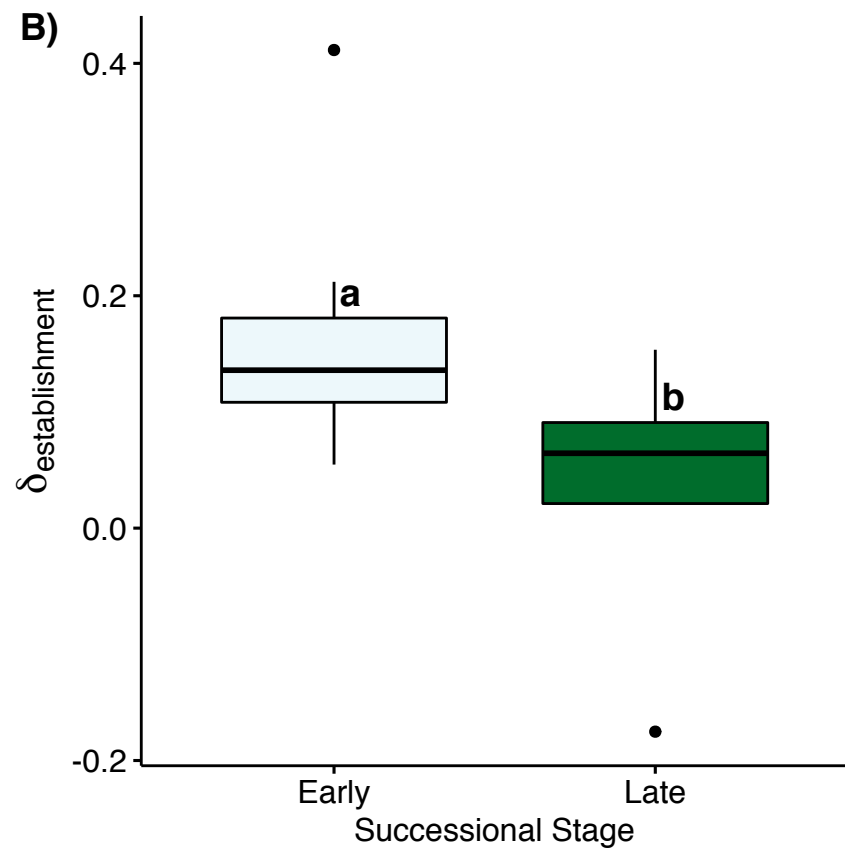 B)
0.4
0.2
0.0
-0.2
δestablishment
a
b
Early Late
Successional Stage